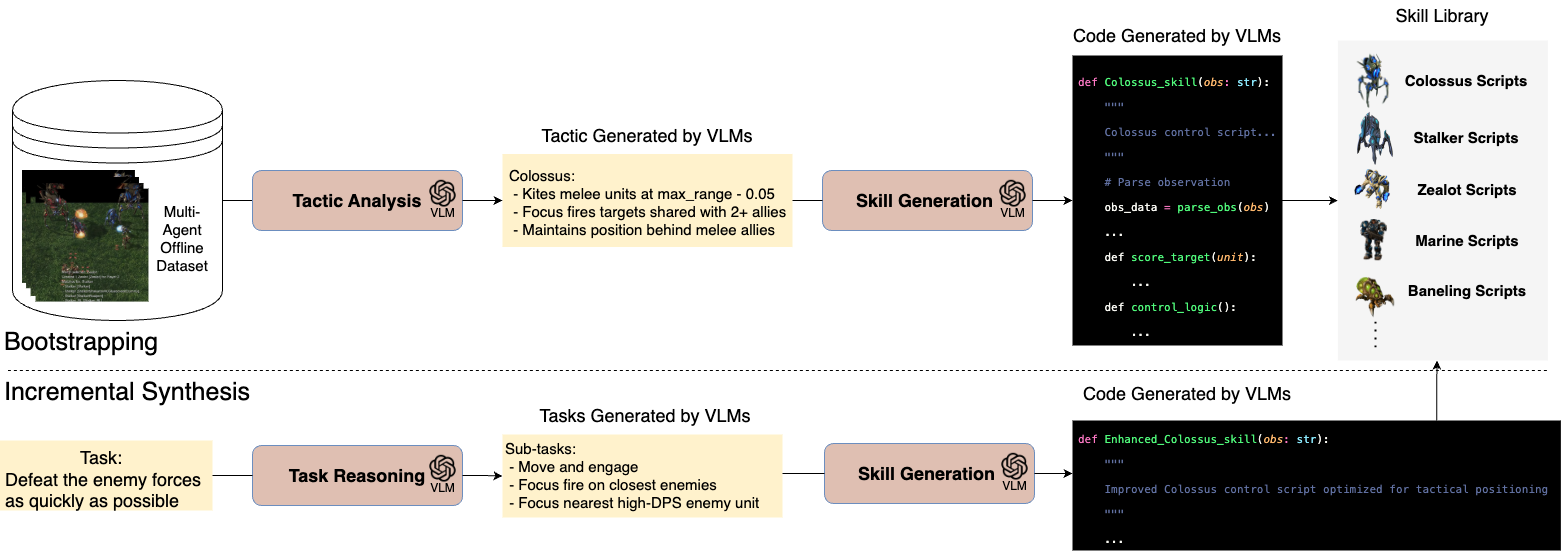 Skill Library
Code Generated by VLMs
def Colossus_skill(obs: str):
"""
Colossus control script...
"""
# Parse observation
obs_data = parse_obs(obs)
...
def score_target(unit):
...
def control_logic():
...
Colossus Scripts
Stalker Scripts
Zealot Scripts
Marine Scripts
Baneling Scripts
Multi-
Agent
Offline
Dataset
Tactic Analysis
VLM
Tactic Generated by VLMs
Colossus:
- Kites melee units at max_range - 0.05
- Focus fires targets shared with 2+ allies
- Maintains position behind melee allies
Skill Generation
VLM
Bootstrapping
Incremental Synthesis
Task:
Defeat the enemy forces
as quickly as possible
Task Reasoning
VLM
Tasks Generated by VLMs
Sub-tasks:
- Move and engage
- Focus fire on closest enemies
- Focus nearest high-DPS enemy unit
Skill Generation
VLM
Code Generated by VLMs
def Enhanced_Colossus_skill(obs: str):
"""
Improved Colossus control script optimized for tactical positioning
"""
...